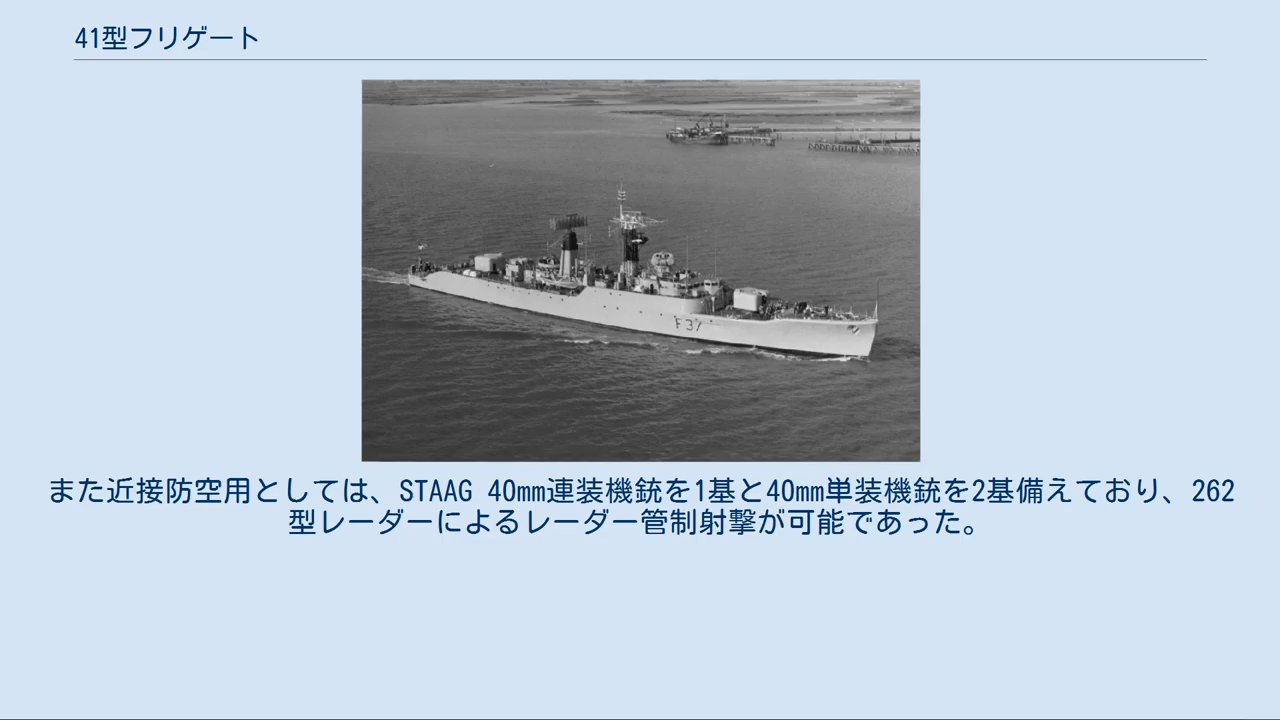 41型フリゲート
F37
また近接防空用としては、STAAG 40mm連装機銃を1基と40mm単装機銃を2基備えており、262
型レーダーによるレーダー管制射撃が可能であった。